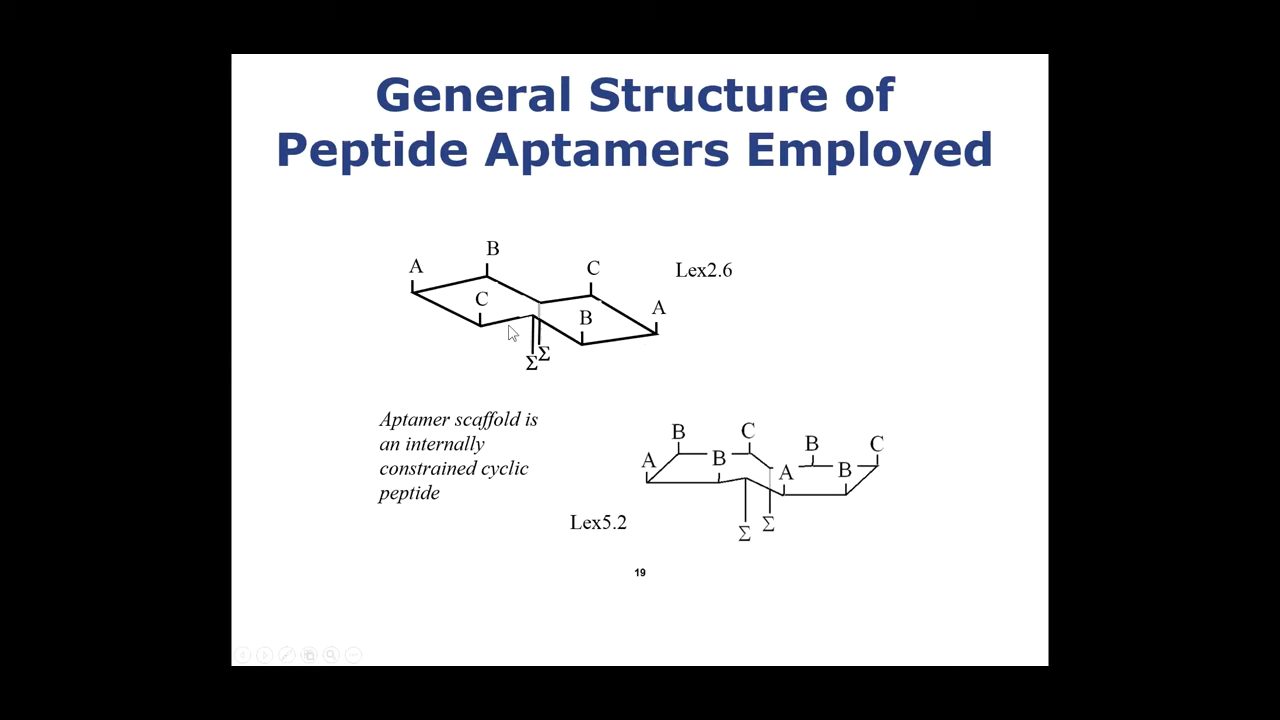 General Structure of
Peptide Aptamers Employed
B
A
C
Lex2.6
C
A
B
Σ
Σ
Aptamer scaffold is
an internally
constrained cyclic
peptide
B
C
B
C
A
B
A
B
Lex5.2
Σ
Σ
19